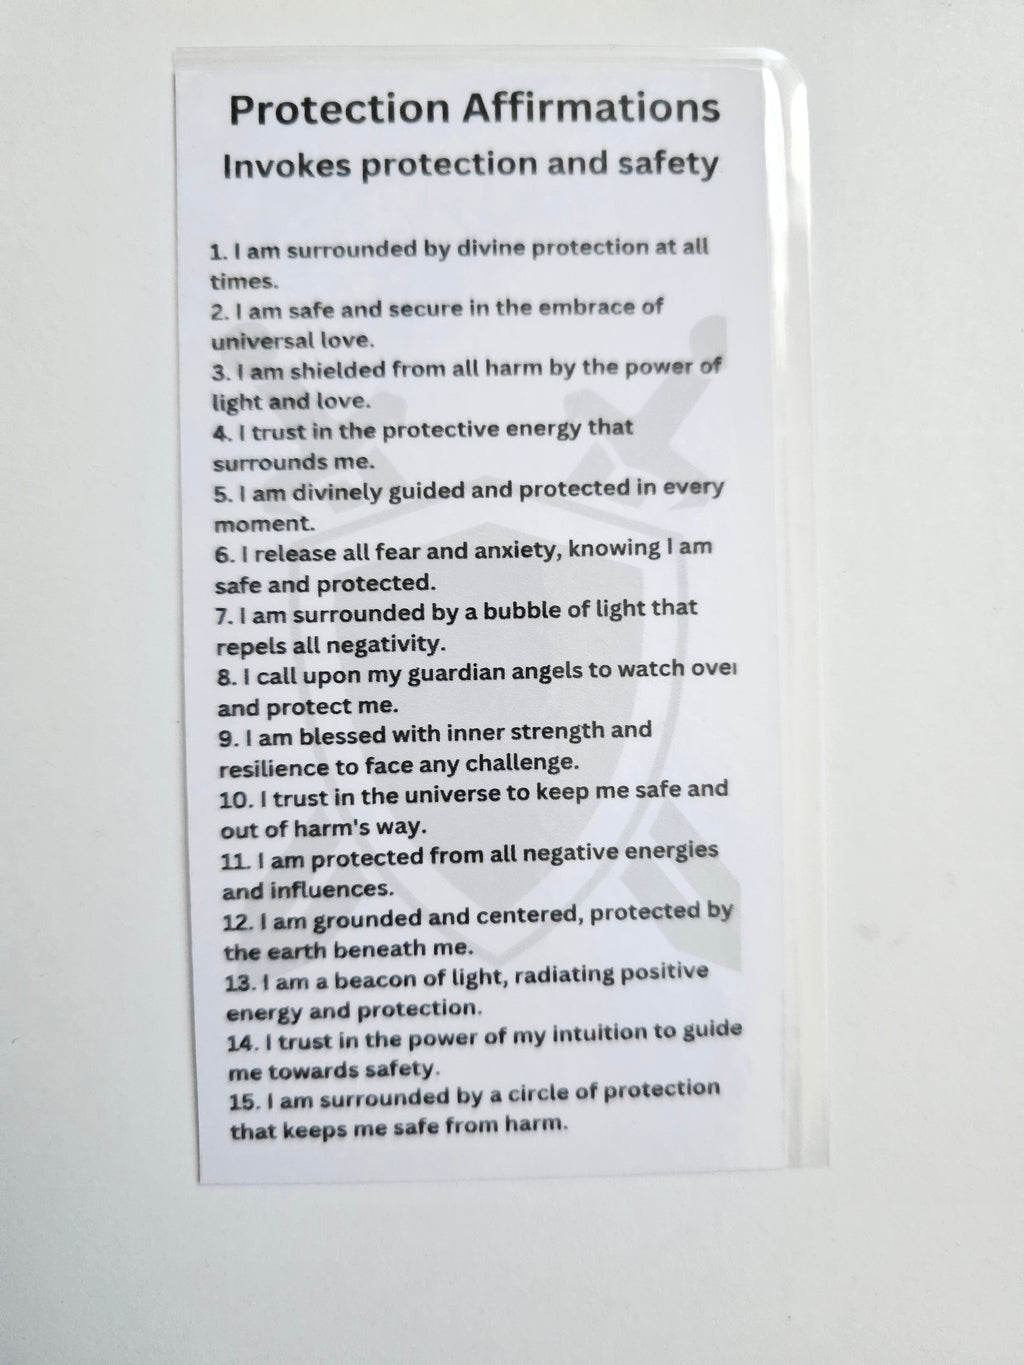 Protection Affirmations
Invokes protection and safety
1. I am surrounded by divine protection at all
times.
2. I am safe and secure in the embrace of
universal love.
3. I am shielded from all harm by the power of
light and love.
4. I trust in the protective energy that
surrounds me.
5. I am divinely guided and protected in every
moment.
6. I release all fear and anxiety, knowing I am
safe and protected.
7. I am surrounded by a bubble of light that
repels all negativity.
8. I call upon my guardian angels to watch over
and protect me.
9. I am blessed with inner strength and
resilience to face any challenge.
10. I trust in the universe to keep me safe and
out of harm's way.
11. I am protected from all negative energies
and influences.
12. I am grounded and centered, protected by
the earth beneath me.
13. I am a beacon of light, radiating positive
energy and protection.
14. I trust in the power of my intuition to guide
me towards safety.
15. I am surrounded by a circle of protection
that keeps me safe from harm.